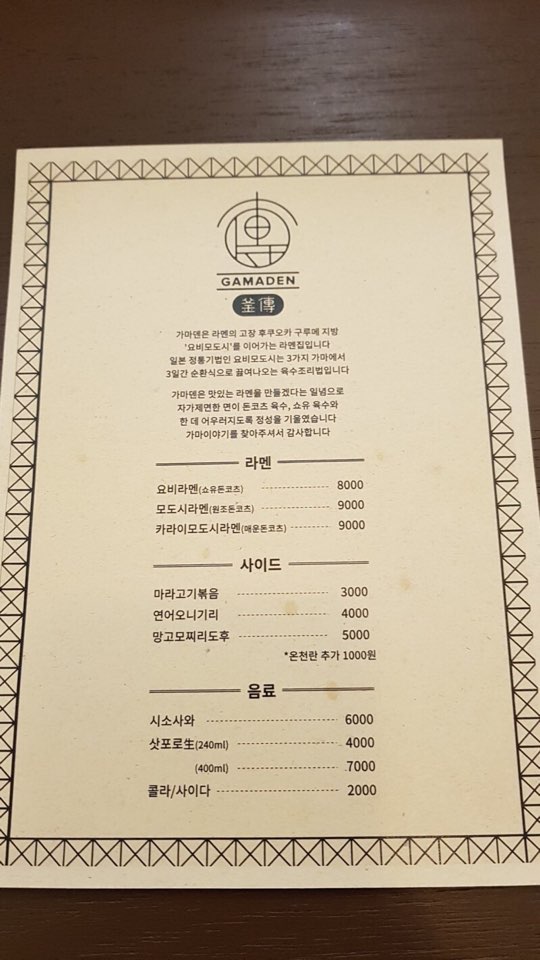 GAMADEN
釜傳
가마덴은 라멘의 고장 후쿠오카 구루메 지방
'요비모도시'를 이어가는 라멘집입니다
일본 정통기법인 요비모도시는 3가지 가마에서
3일간 순환식으로 끓여나오는 육수조리법입니다
가마덴은 맛있는 라멘을 만들겠다는 일념으로
자가제면한 면이 돈코츠 육수, 쇼유 육수와
한 데 어우러지도록 정성을 기울였습니다
가마이야기를 찾아주셔서 감사합니다
라멘
요비라멘(쇼유돈코츠) 8000
모도시라멘(원조돈코츠) 9000
카라이모도시라멘(매운돈코츠) 9000
사이드
마라고기볶음 3000
연어오니기리 4000
망고모찌리도후 5000
*온천란 추가 1000원
음료
시소사와 6000
삿포로生(240ml) 4000
(400ml) 7000
콜라/사이다 2000